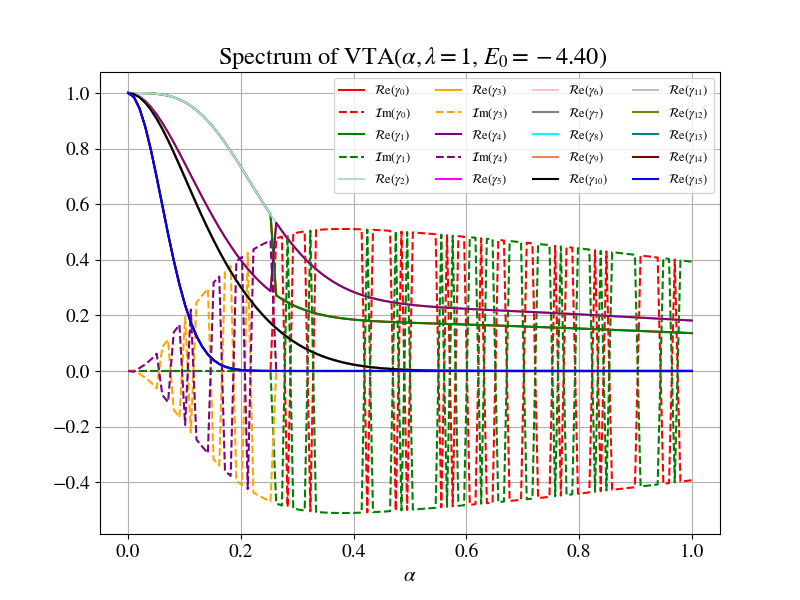 Spectrum of VTA(α, λ = 1, E₀ = −4.40)
ℛe(γ₀) ℛe(γ₃) ℛe(γ₆) ℛe(γ₁₁)
ℐm(γ₀) ℐm(γ₃) ℛe(γ₇) ℛe(γ₁₂)
ℛe(γ₁) ℛe(γ₄) ℛe(γ₈) ℛe(γ₁₃)
ℐm(γ₁) ℐm(γ₄) ℛe(γ₉) ℛe(γ₁₄)
ℛe(γ₂) ℛe(γ₅) ℛe(γ₁₀) ℛe(γ₁₅)
1.0
0.8
0.6
0.4
0.2
0.0
−0.2
−0.4
0.0 0.2 0.4 0.6 0.8 1.0
α